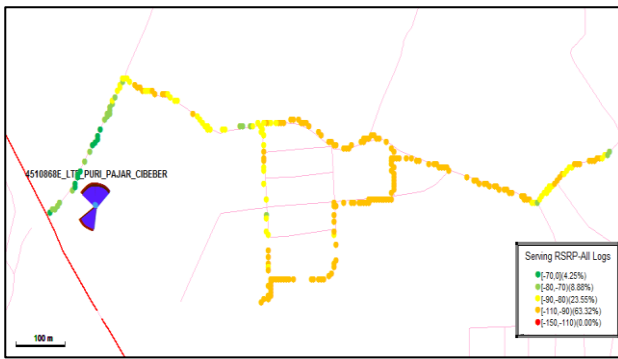 4510868E_LTE_PURI_PAJAR_CIBEBER
Serving RSRP-All Logs
[-70,0](4.25%)
[-80,-70)(8.88%)
[-90,-80)(23.55%)
[-110,-90)(63.32%)
[-150,-110)(0.00%)
100 m